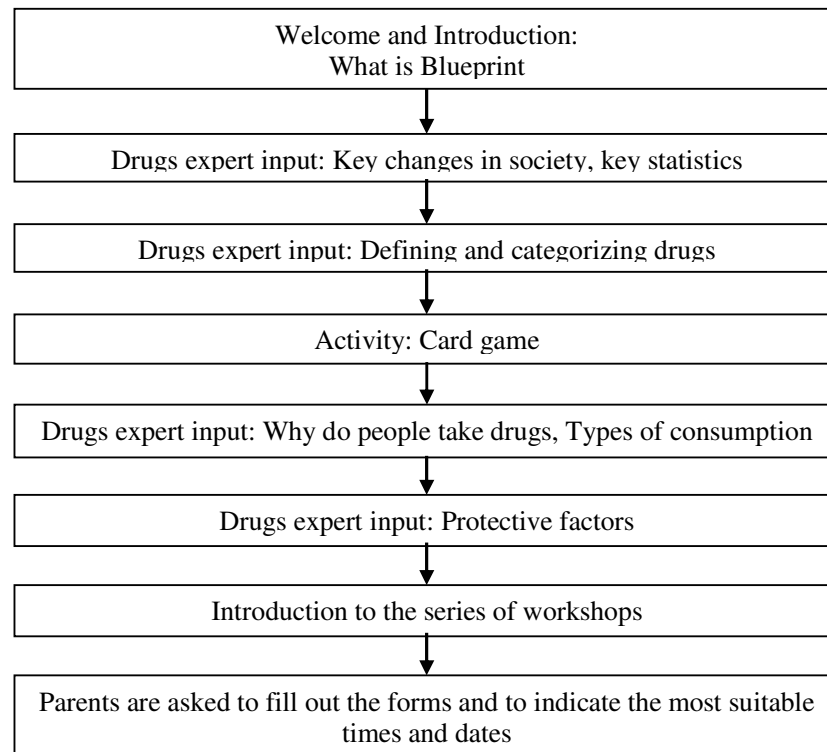 Welcome and Introduction:
What is Blueprint
Drugs expert input: Key changes in society, key statistics
Drugs expert input: Defining and categorizing drugs
Activity: Card game
Drugs expert input: Why do people take drugs, Types of consumption
Drugs expert input: Protective factors
Introduction to the series of workshops
Parents are asked to fill out the forms and to indicate the most suitable
times and dates